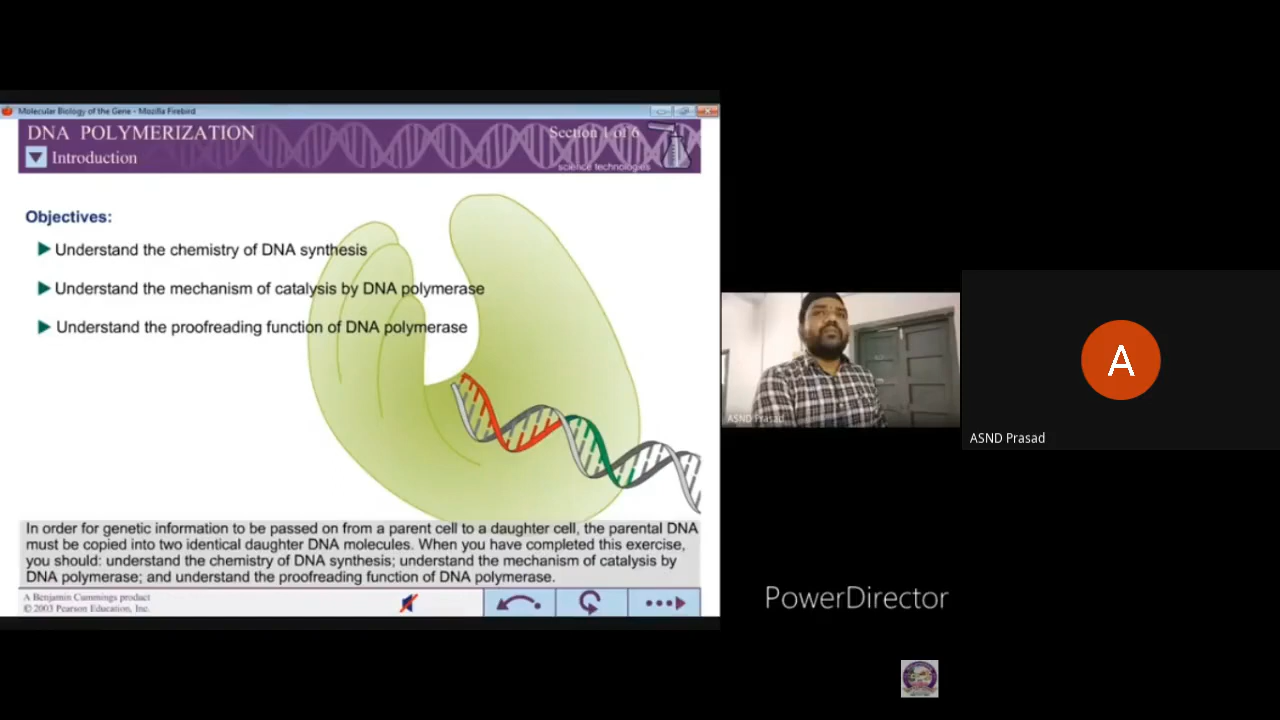 Molecular Biology of the Gene - Mozilla Firebird
DNA POLYMERIZATION
Section 1 of 6
Introduction
science technologies
Objectives:
Understand the chemistry of DNA synthesis
Understand the mechanism of catalysis by DNA polymerase
Understand the proofreading function of DNA polymerase
In order for genetic information to be passed on from a parent cell to a daughter cell, the parental DNA
must be copied into two identical daughter DNA molecules. When you have completed this exercise,
you should: understand the chemistry of DNA synthesis; understand the mechanism of catalysis by
DNA polymerase; and understand the proofreading function of DNA polymerase.
A Benjamin Cummings product
© 2003 Pearson Education, Inc.
ASND Prasad
A
ASND Prasad
PowerDirector